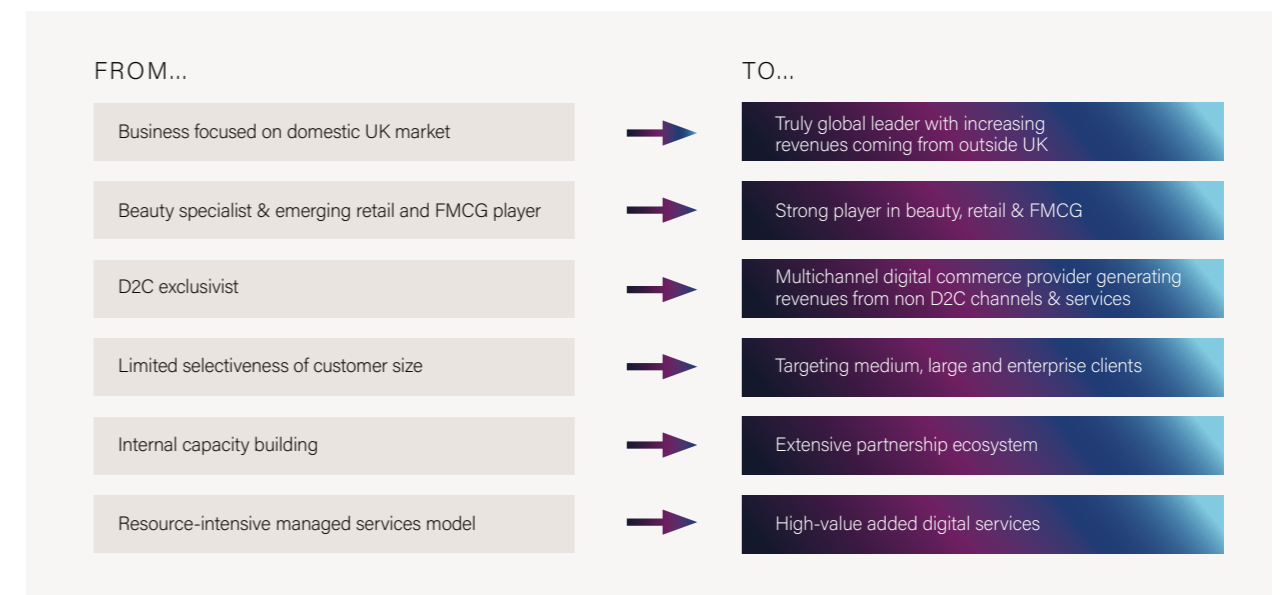 FROM...
TO...
Business focused on domestic UK market
Truly global leader with increasing
revenues coming from outside UK
Beauty specialist & emerging retail and FMCG player
Strong player in beauty, retail & FMCG
D2C exclusivist
Multichannel digital commerce provider generating
revenues from non D2C channels & services
Limited selectiveness of customer size
Targeting medium, large and enterprise clients
Internal capacity building
Extensive partnership ecosystem
Resource-intensive managed services model
High-value added digital services